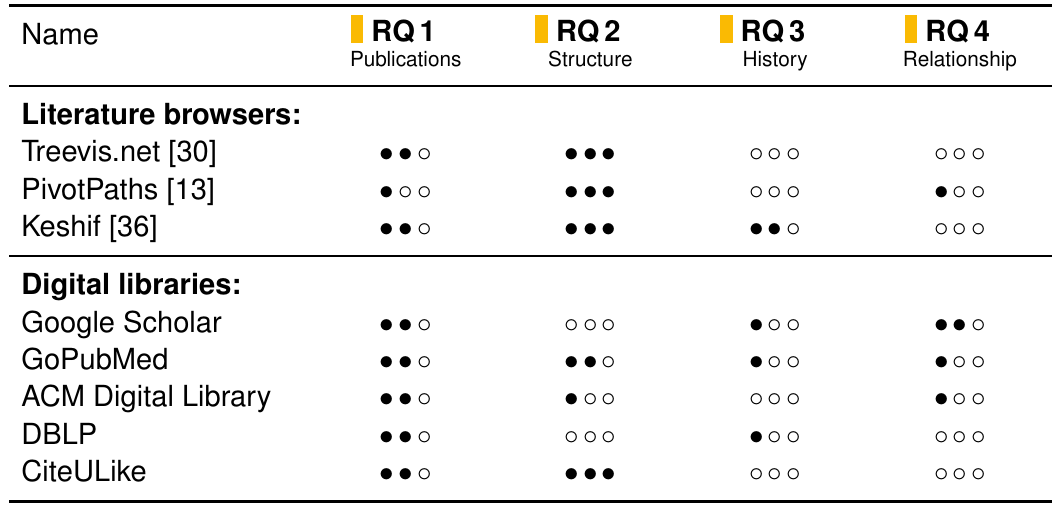 Name RQ 1 RQ 2 RQ 3 RQ 4
Publications Structure History Relationship
Literature browsers:
Treevis.net [30] ●●○ ●●● ○○○ ○○○
PivotPaths [13] ●○○ ●●● ○○○ ●○○
Keshif [36] ●●○ ●●● ●●○ ○○○
Digital libraries:
Google Scholar ●●○ ○○○ ●○○ ●●○
GoPubMed ●●○ ●●○ ●○○ ●○○
ACM Digital Library ●●○ ●○○ ○○○ ●○○
DBLP ●●○ ○○○ ●○○ ○○○
CiteULike ●●○ ●●● ○○○ ○○○